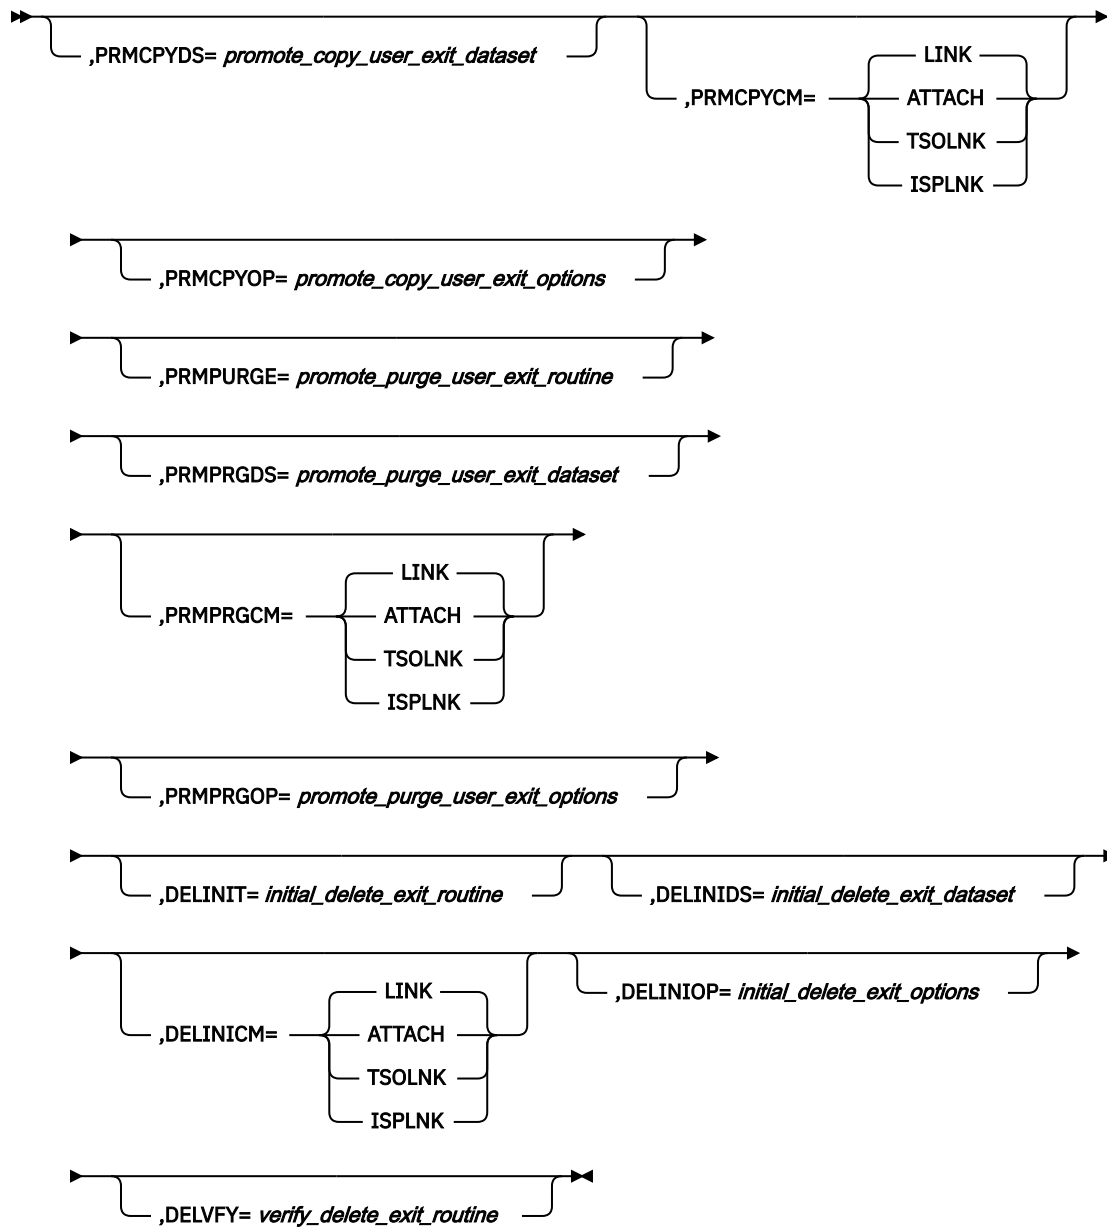 ,PRMCPYDS= promote_copy_user_exit_dataset
,PRMCPYCM=
LINK
ATTACH
TSOLNK
ISPLNK
,PRMCPYOP= promote_copy_user_exit_options
,PRMPURGE= promote_purge_user_exit_routine
,PRMPRGDS= promote_purge_user_exit_dataset
,PRMPRGCM=
LINK
ATTACH
TSOLNK
ISPLNK
,PRMPRGOP= promote_purge_user_exit_options
,DELINIT= initial_delete_exit_routine
,DELINIDS= initial_delete_exit_dataset
,DELINICM=
LINK
ATTACH
TSOLNK
ISPLNK
,DELINIOP= initial_delete_exit_options
,DELVFY= verify_delete_exit_routine